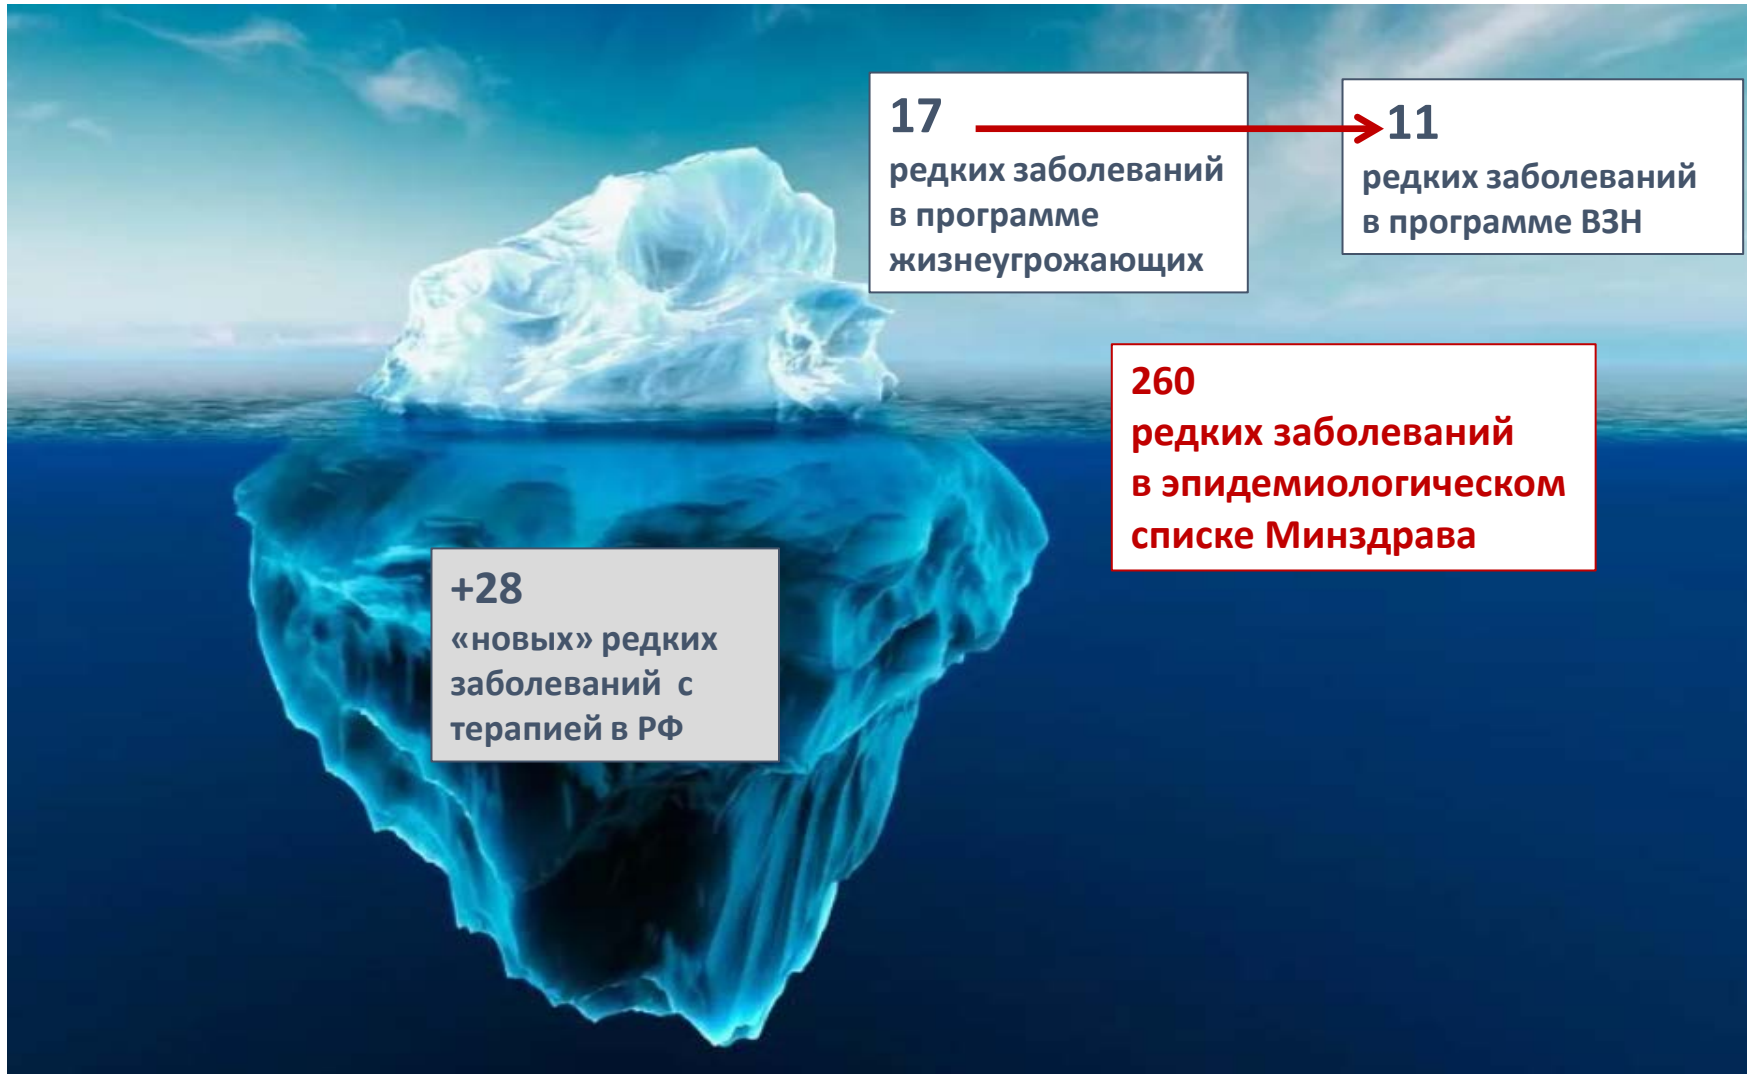 17
редких заболеваний
в программе
жизнеугрожающих
11
редких заболеваний
в программе ВЗН
260
редких заболеваний
в эпидемиологическом
списке Минздрава
+28
«новых» редких
заболеваний с
терапией в РФ